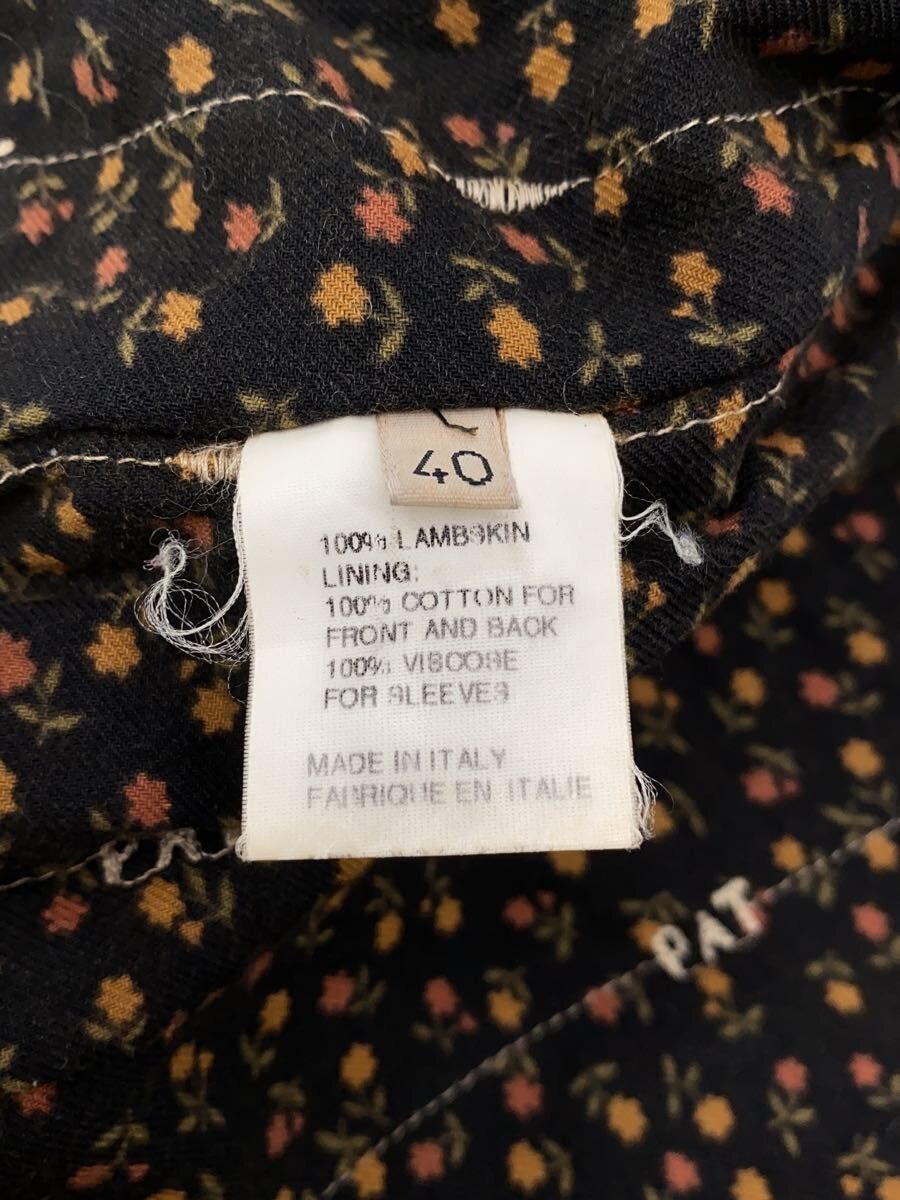 40
100% LAMBSKIN
LINING:
100% COTTON FOR
FRONT AND BACK
100% VISCOSE
FOR SLEEVES
MADE IN ITALY
FABRIQUE EN ITALIE
PAT